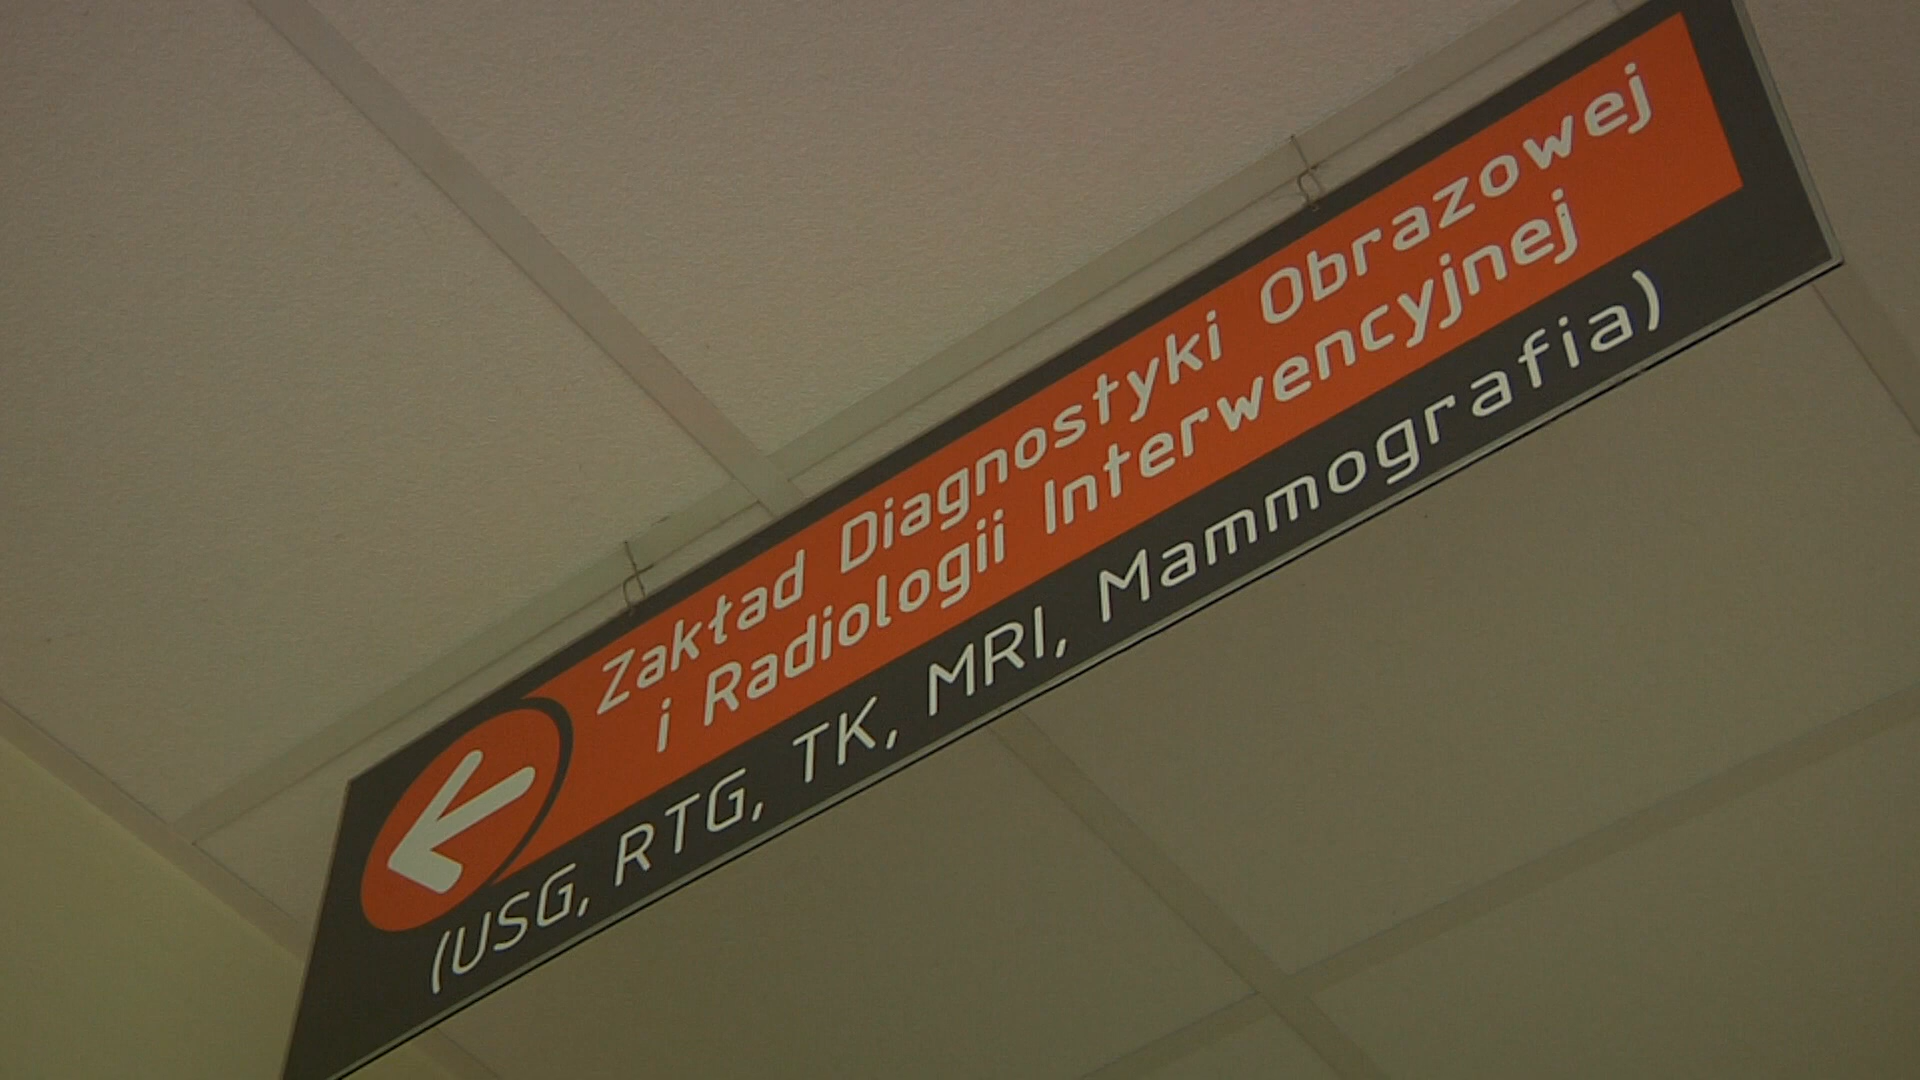 Zakład Diagnostyki Obrazowej
i Radiologii Interwencyjnej
(USG, RTG, TK, MRI, Mammografia)